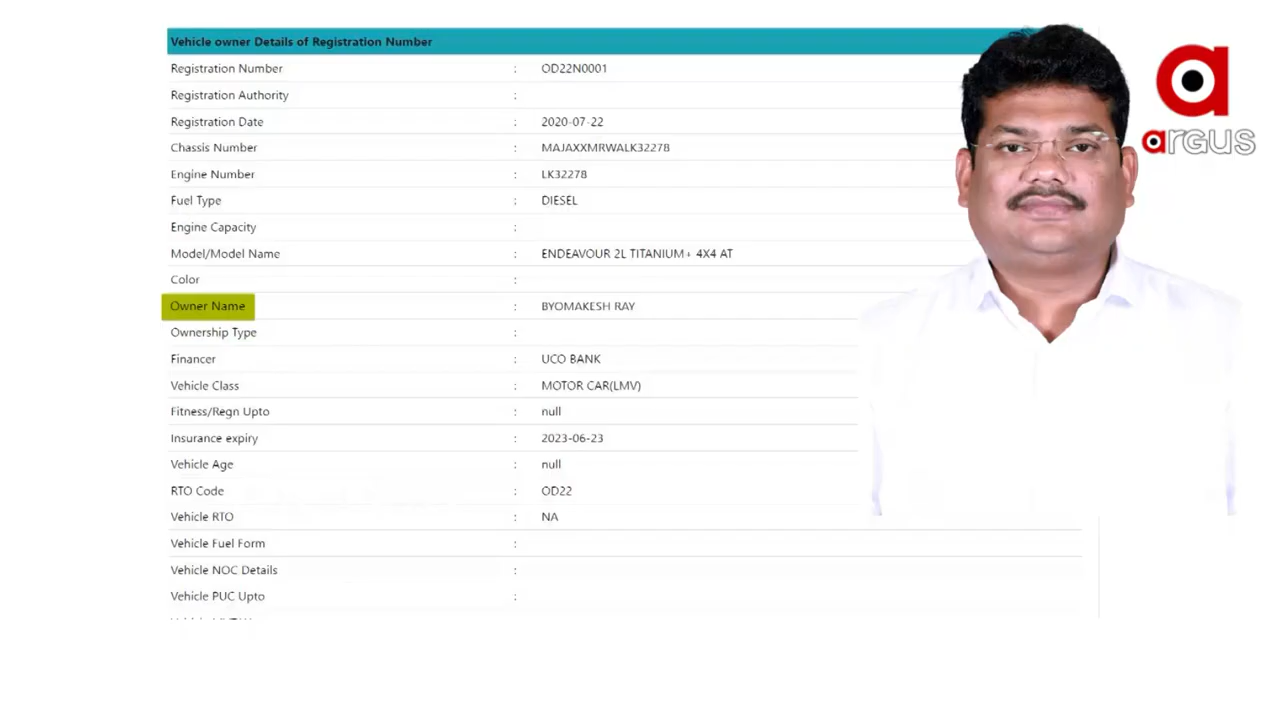 Vehicle owner Details of Registration Number
Registration Number : OD22N0001
Registration Authority :
Registration Date : 2020-07-22
Chassis Number : MAJAXXMRWALK32278
Engine Number : LK32278
Fuel Type : DIESEL
Engine Capacity :
Model/Model Name : ENDEAVOUR 2L TITANIUM+ 4X4 AT
Color :
Owner Name : BYOMAKESH RAY
Ownership Type :
Financer : UCO BANK
Vehicle Class : MOTOR CAR(LMV)
Fitness/Regn Upto : null
Insurance expiry : 2023-06-23
Vehicle Age : null
RTO Code : OD22
Vehicle RTO : NA
Vehicle Fuel Form :
Vehicle NOC Details :
Vehicle PUC Upto :
a
argus